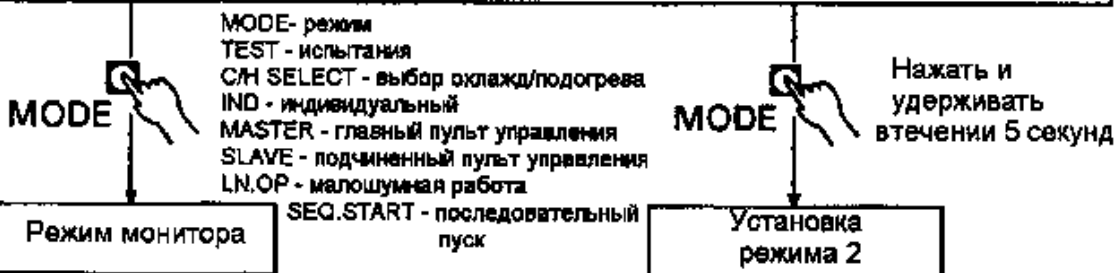 MODE- режим
TEST - испытания
C/H SELECT - выбор охлажд/подогрева
IND - индивидуальный
MASTER - главный пульт управления
SLAVE - подчиненный пульт управления
LN.OP - малошумная работа
SEQ.START - последовательный
пуск
MODE
Режим монитора
MODE
Нажать и
удерживать
втечении 5 секунд
Установка
режима 2